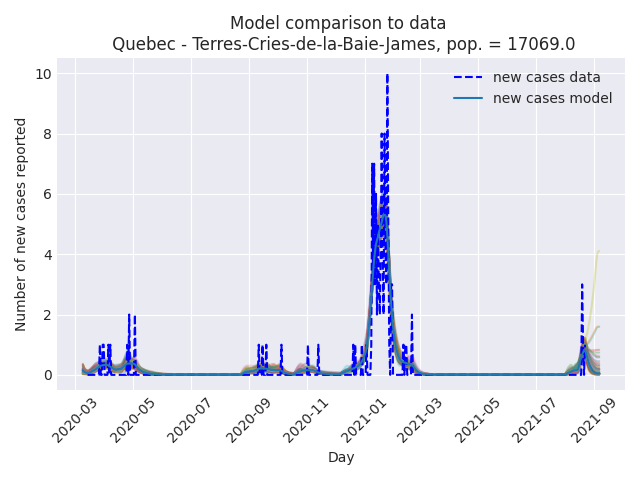 Model comparison to data
Quebec - Terres-Cries-de-la-Baie-James, pop. = 17069.0
new cases data
new cases model
Number of new cases reported
10
8
6
4
2
0
2020-03
2020-05
2020-07
2020-09
2020-11
2021-01
2021-03
2021-05
2021-07
2021-09
Day